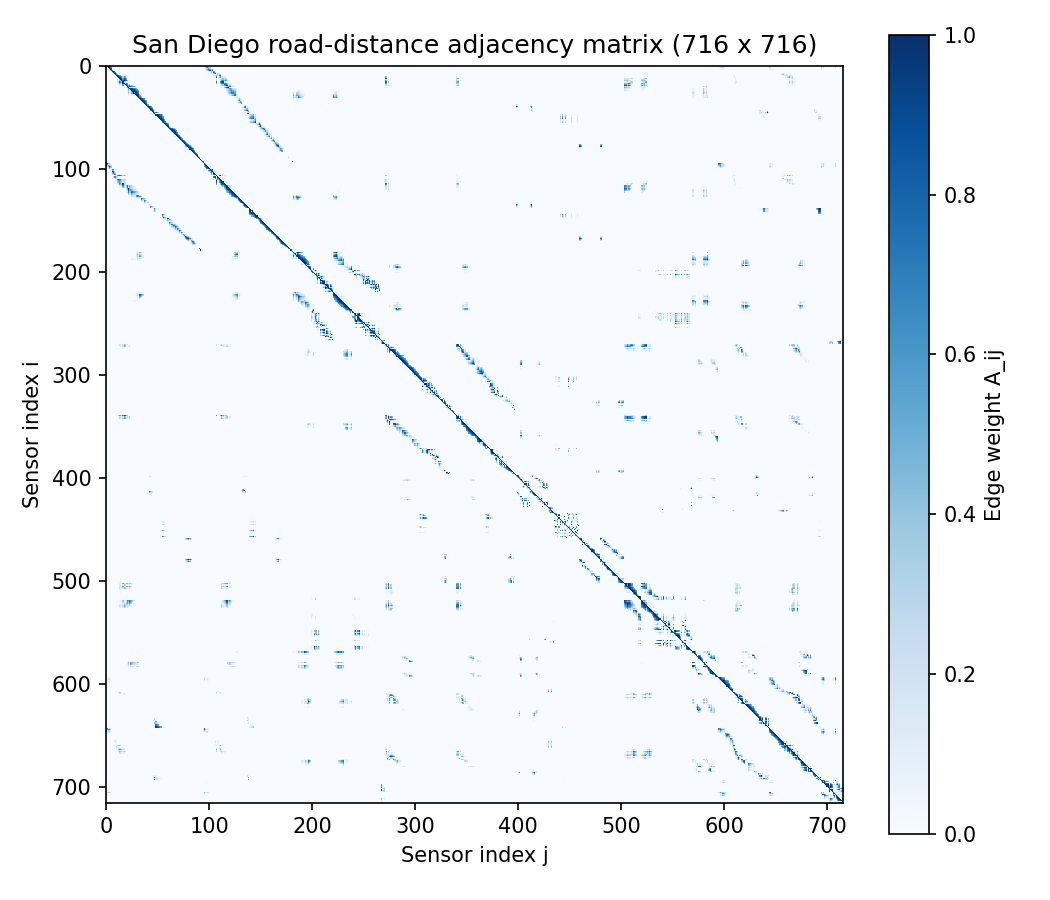 San Diego road-distance adjacency matrix (716 x 716)
0
100
200
300
400
500
600
700
Sensor index i
0 100 200 300 400 500 600 700
Sensor index j
1.0
0.8
0.6
0.4
0.2
0.0
Edge weight A_ij